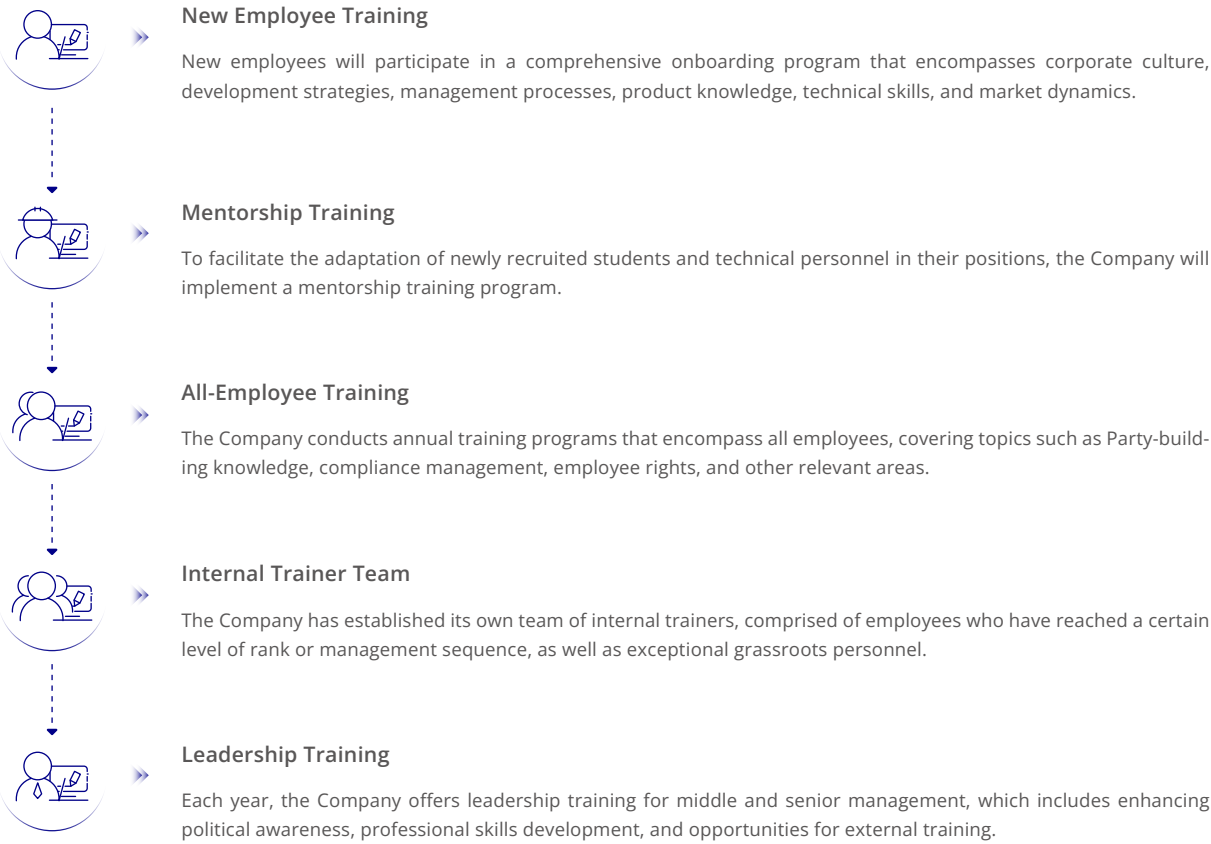 New Employee Training
New employees will participate in a comprehensive onboarding program that encompasses corporate culture,
development strategies, management processes, product knowledge, technical skills, and market dynamics.
Mentorship Training
To facilitate the adaptation of newly recruited students and technical personnel in their positions, the Company will
implement a mentorship training program.
All-Employee Training
The Company conducts annual training programs that encompass all employees, covering topics such as Party-build-
ing knowledge, compliance management, employee rights, and other relevant areas.
Internal Trainer Team
The Company has established its own team of internal trainers, comprised of employees who have reached a certain
level of rank or management sequence, as well as exceptional grassroots personnel.
Leadership Training
Each year, the Company offers leadership training for middle and senior management, which includes enhancing
political awareness, professional skills development, and opportunities for external training.